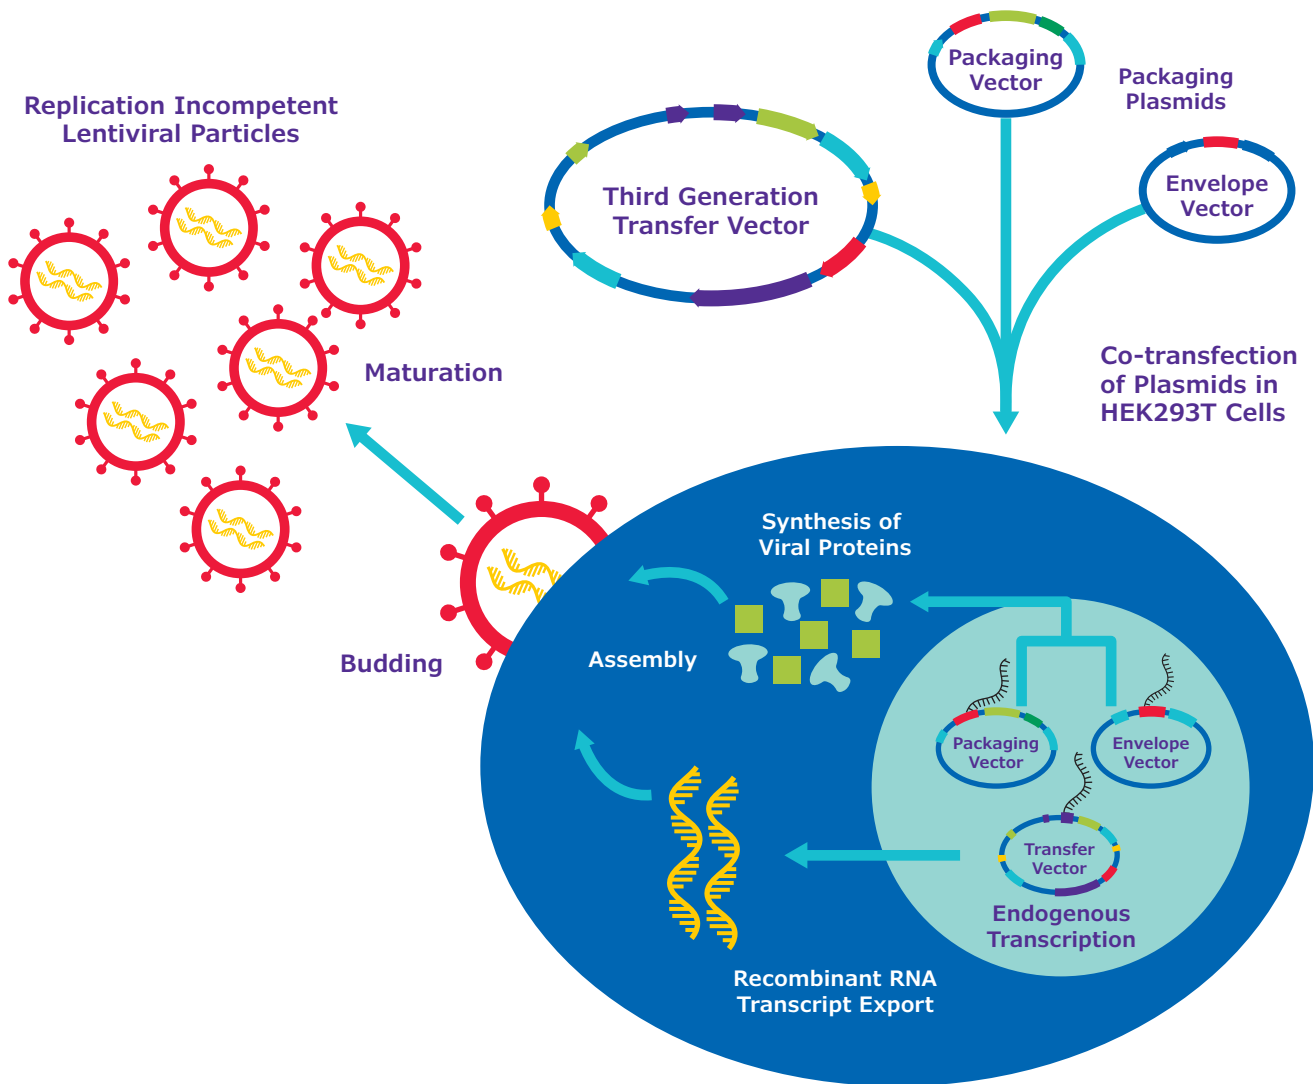 Replication Incompetent
Lentiviral Particles
Third Generation
Transfer Vector
Packaging
Vector
Packaging
Plasmids
Envelope
Vector
Co-transfection
of Plasmids in
HEK293T Cells
Maturation
Budding
Synthesis of
Viral Proteins
Assembly
Packaging
Vector
Envelope
Vector
Transfer
Vector
Endogenous
Transcription
Recombinant RNA
Transcript Export